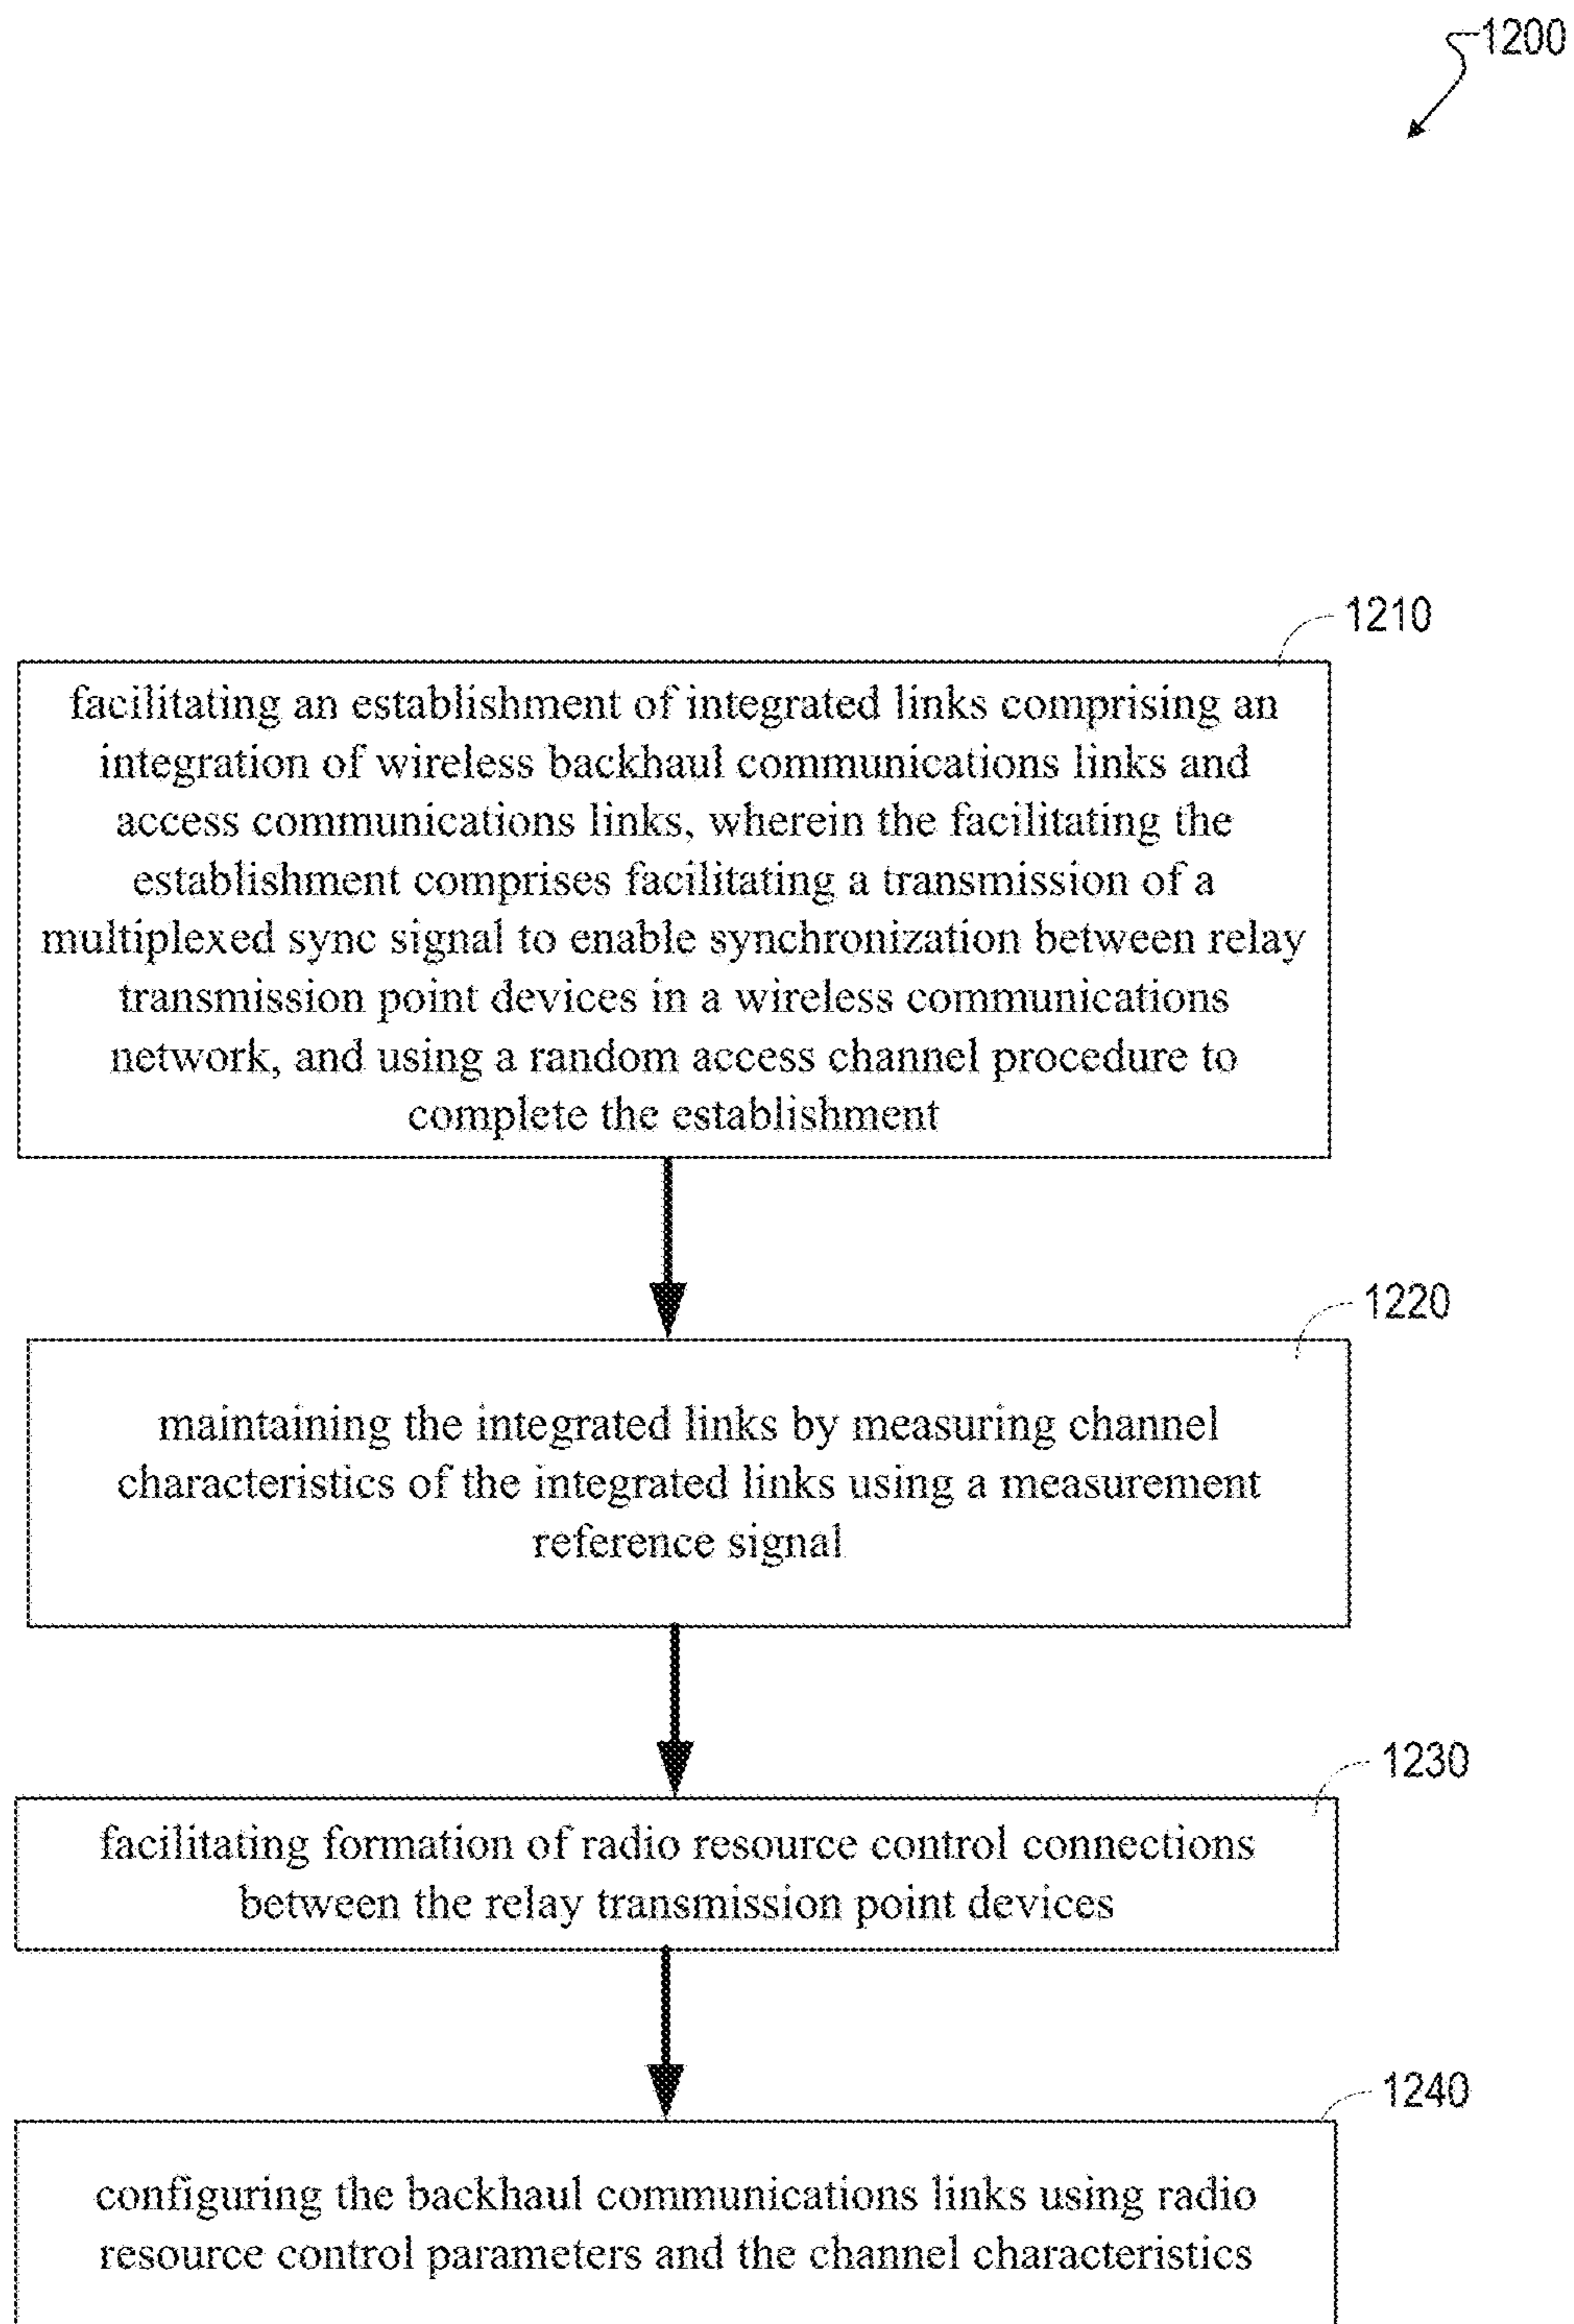 1200
1210
facilitating an establishment of integrated links comprising an
integration of wireless backhaul communications links and
access communications links, wherein the facilitating the
establishment comprises facilitating a transmission of a
multiplexed sync signal to enable synchronization between relay
transmission point devices in a wireless communications
network, and using a random access channel procedure to
complete the establishment
1220
maintaining the integrated links by measuring channel
characteristics of the integrated links using a measurement
reference signal
1230
facilitating formation of radio resource control connections
between the relay transmission point devices
1240
configuring the backhaul communications links using radio
resource control parameters and the channel characteristics